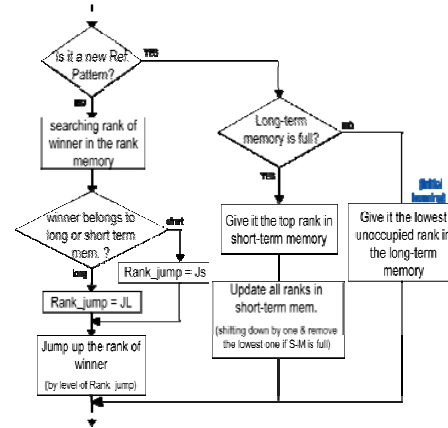 Is it a new Ref.
Pattern?
YES
NO
searching rank of
winner in the rank
memory
Long-term
memory is full?
NO
YES
winner belongs to
long or short term
mem. ?
short
long
Rank_jump = Js
Rank_jump = JL
Give it the top rank in
short-term memory
Give it the lowest
unoccupied rank in
the long-term
memory
Update all ranks in
short-term mem.
(shifting down by one & remove
the lowest one if S-M is full)
Jump up the rank of
winner
(by level of Rank_jump)